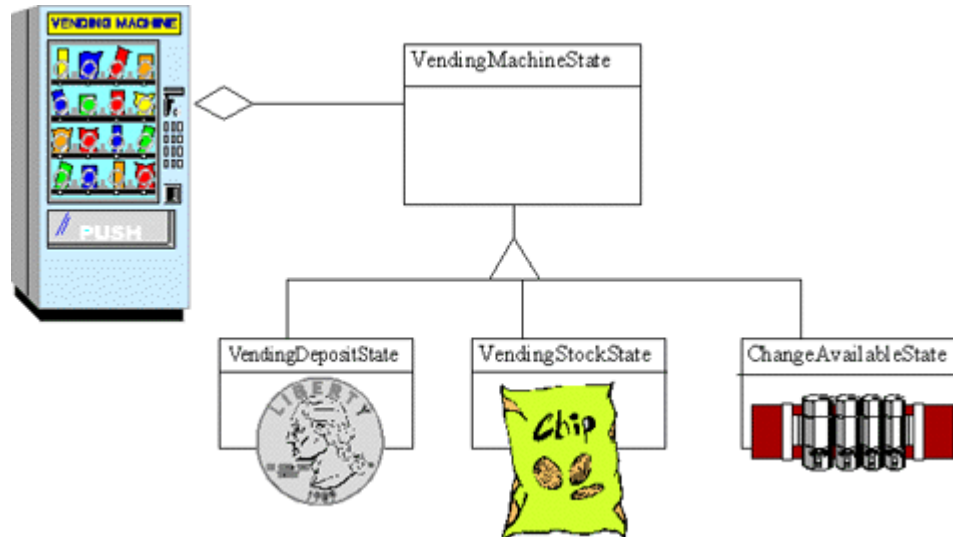 VENDING MACHINE
VendingMachineState
PUSH
VendingDepositState
VendingStockState
ChangeAvailableState
LIBERTY
Chip